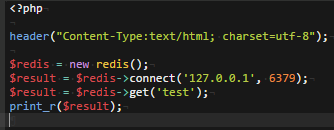 <?php
header("Content-Type:text/html; charset=utf-8");
$redis = new redis();
$result = $redis->connect('127.0.0.1', 6379);
$result = $redis->get('test');
print_r($result);